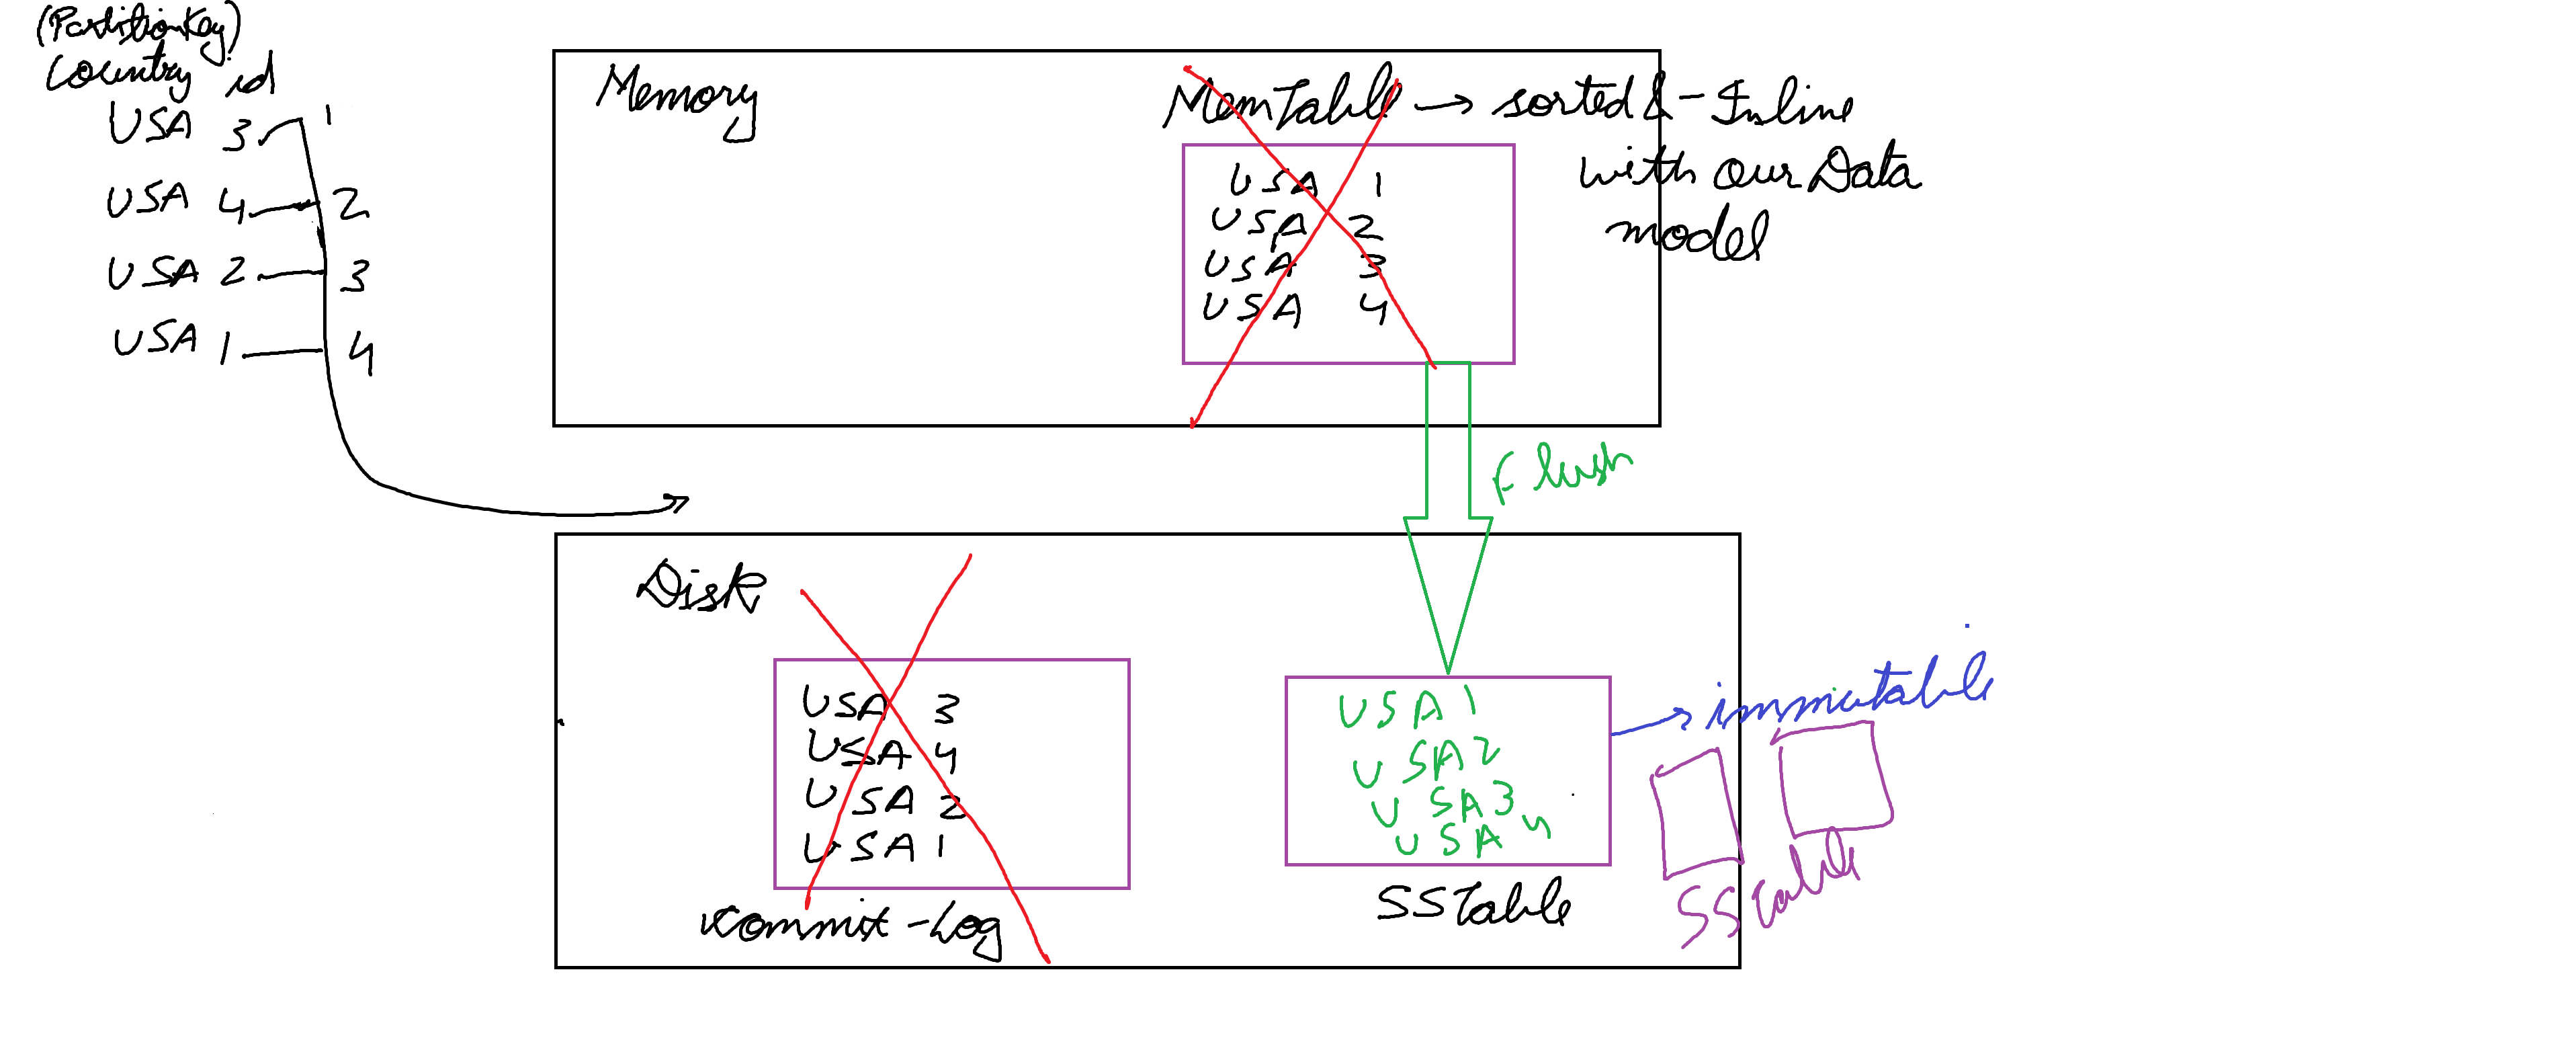 (PartitionKey)
Country id
USA 3 1
USA 4 2
USA 2 3
USA 1 4
Memory
MemTable → sorted & - Inline
with our Data
model
USA 1
USA 2
USA 3
USA 4
Flush
Disk
USA 3
USA 4
USA 2
USA 1
Commit-Log
USA 1
USA 2
USA 3
USA 4
SSTable
immutable
SSTable